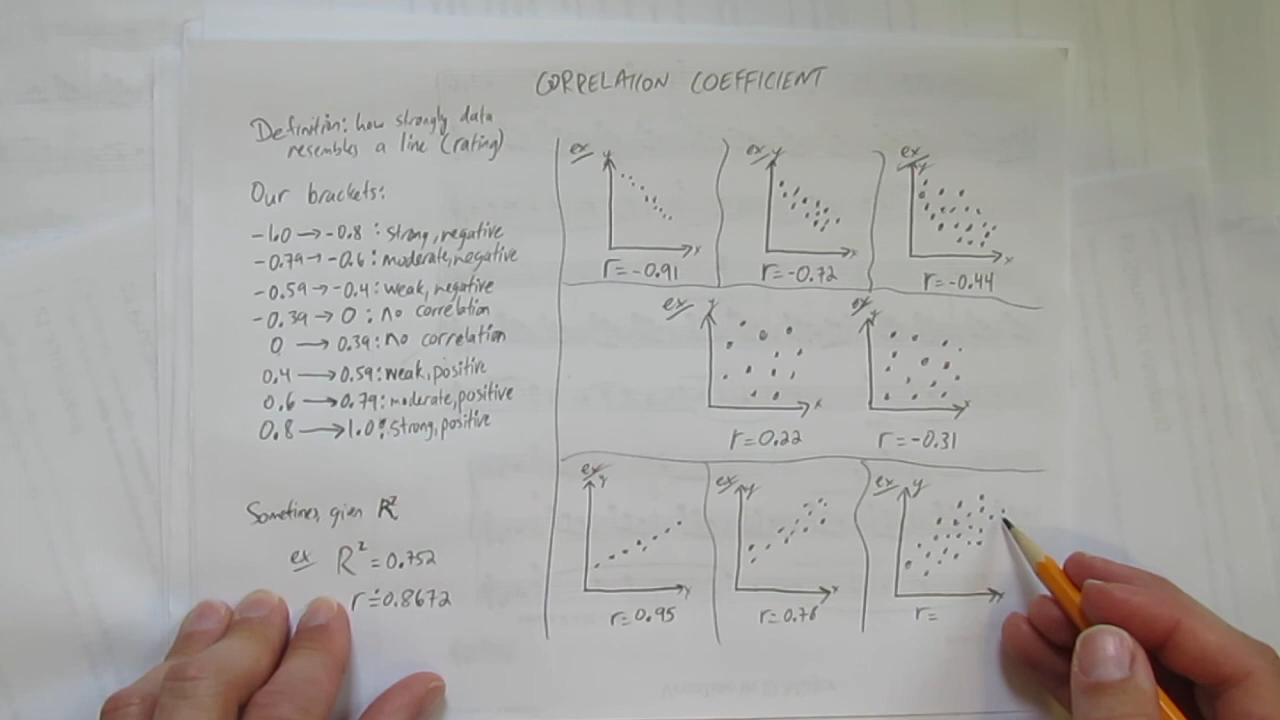 CORRELATION COEFFICIENT
Definition: how strongly data
resembles a line (rating)
Our brackets:
-1.0 → -0.8 : strong, negative
-0.79 → -0.6 : moderate, negative
-0.59 → -0.4 : weak, negative
-0.39 → 0 : no correlation
0 → 0.39 : no correlation
0.4 → 0.59 : weak, positive
0.6 → 0.79 : moderate, positive
0.8 → 1.0 : strong, positive
Sometimes, given R²
ex R² = 0.752
r ≐ 0.8672
ex y x
r = -0.91
ex y x
r = -0.72
ex y x
r = -0.44
ex y x
r = 0.22
ex y x
r = -0.31
ex y x
r = 0.95
ex y x
r = 0.76
ex y x
r =